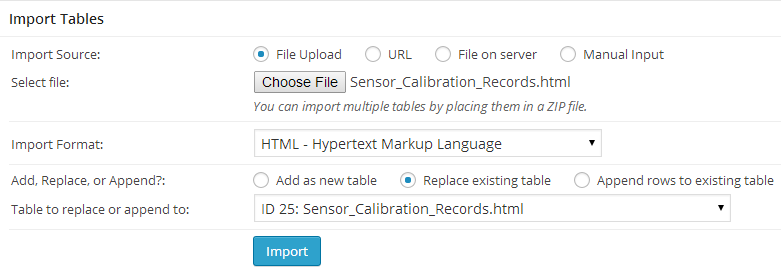 Import Tables
Import Source: File Upload URL File on server Manual Input
Select file: Choose File Sensor_Calibration_Records.html
You can import multiple tables by placing them in a ZIP file.
Import Format: HTML - Hypertext Markup Language
Add, Replace, or Append?: Add as new table Replace existing table Append rows to existing table
Table to replace or append to: ID 25: Sensor_Calibration_Records.html
Import